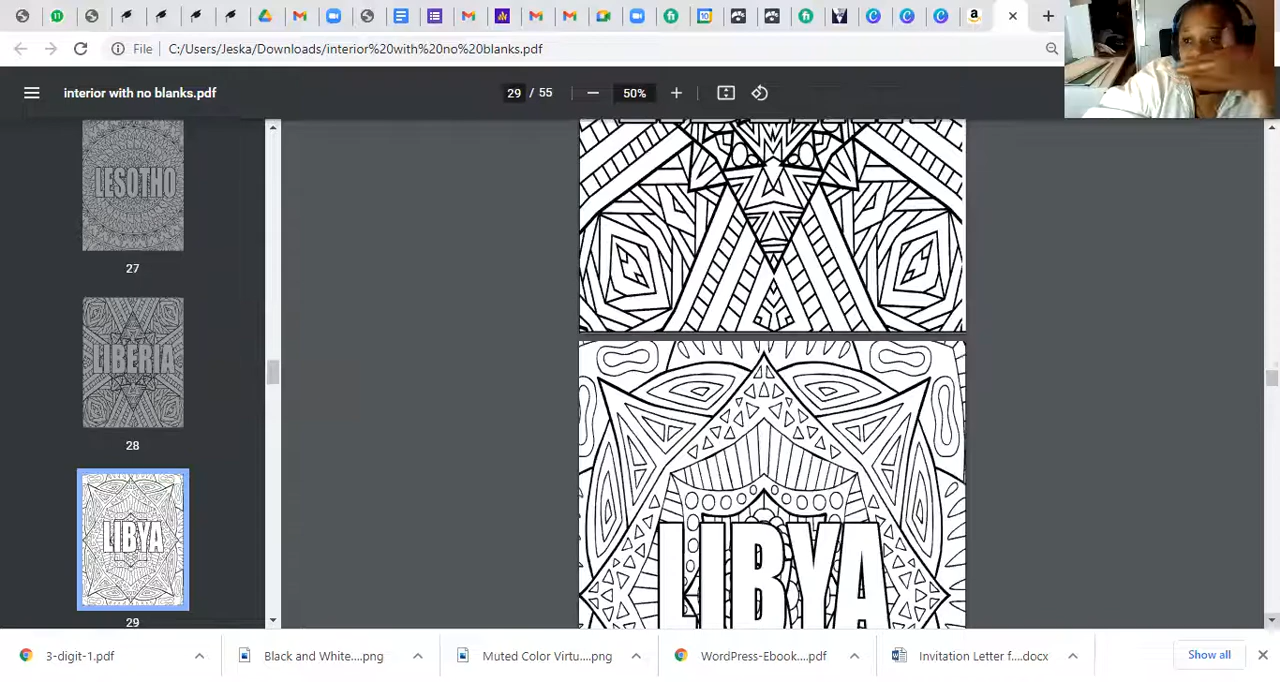 File C:/Users/Jeska/Downloads/interior%20with%20no%20blanks.pdf
interior with no blanks.pdf 29 / 55 50%
LESOTHO
27
LIBERIA
28
LIBYA
29
LIBYA
3-digit-1.pdf Black and White....png Muted Color Virtu....png WordPress-Ebook....pdf Invitation Letter f....docx Show all